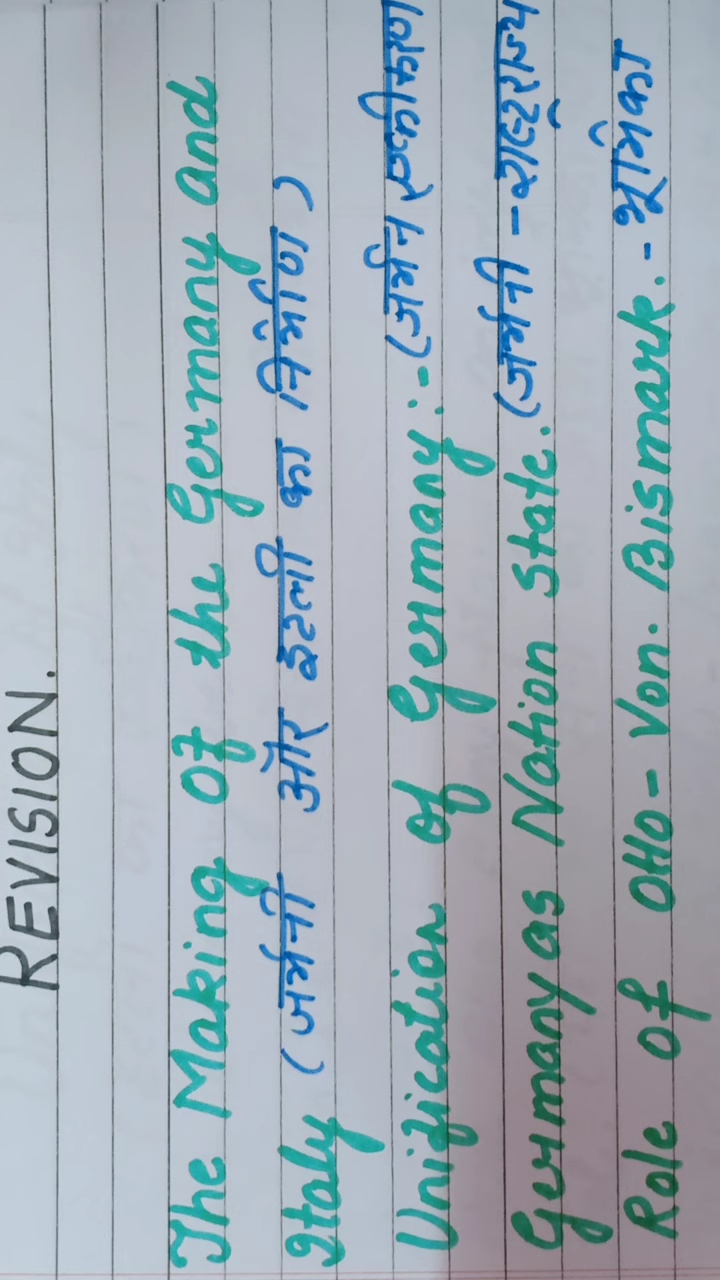 REVISION.
The Making of the Germany and
Italy (जर्मनी और इटली का निर्माण)
Unification of Germany:- (जर्मन एकीकरण
Germany as Nation State. (जर्मनी - राष्ट्रराज्य
Role of Otto- Von. Bismark. - भूमिका